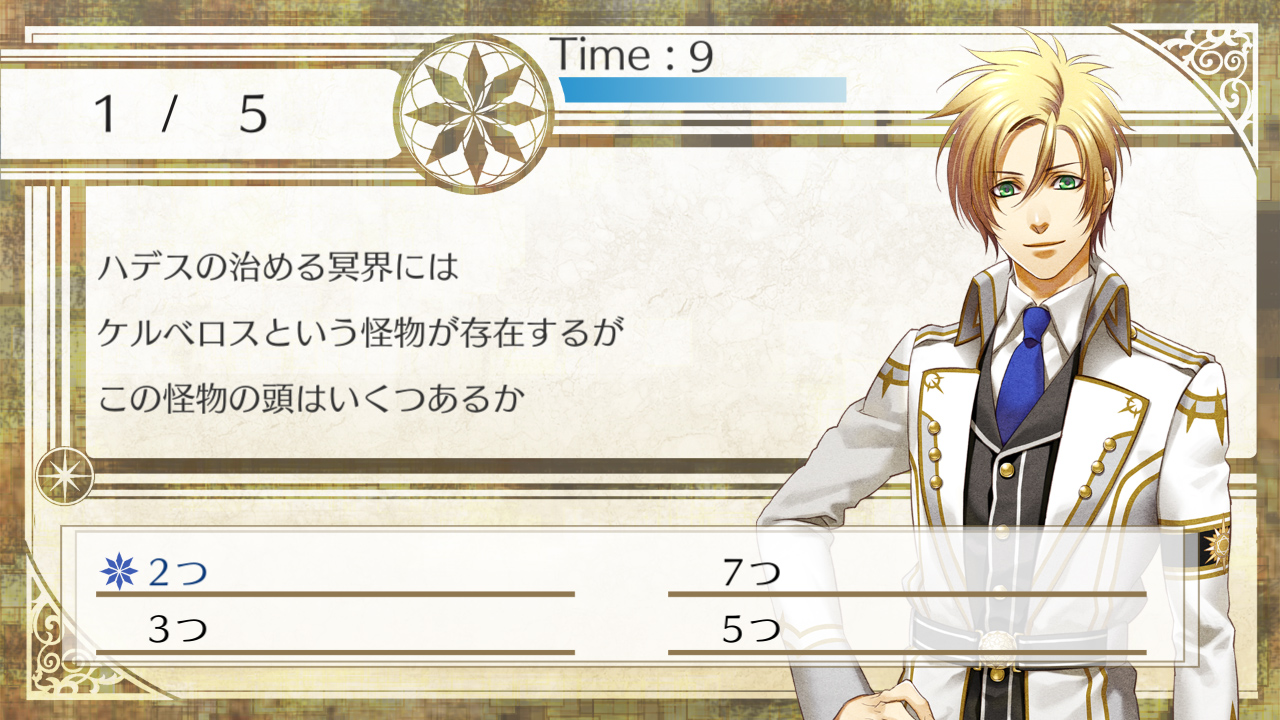 Time : 9
1 / 5
ハデスの治める冥界には
ケルベロスという怪物が存在するが
この怪物の頭はいくつあるか
2つ
7つ
3つ
5つ